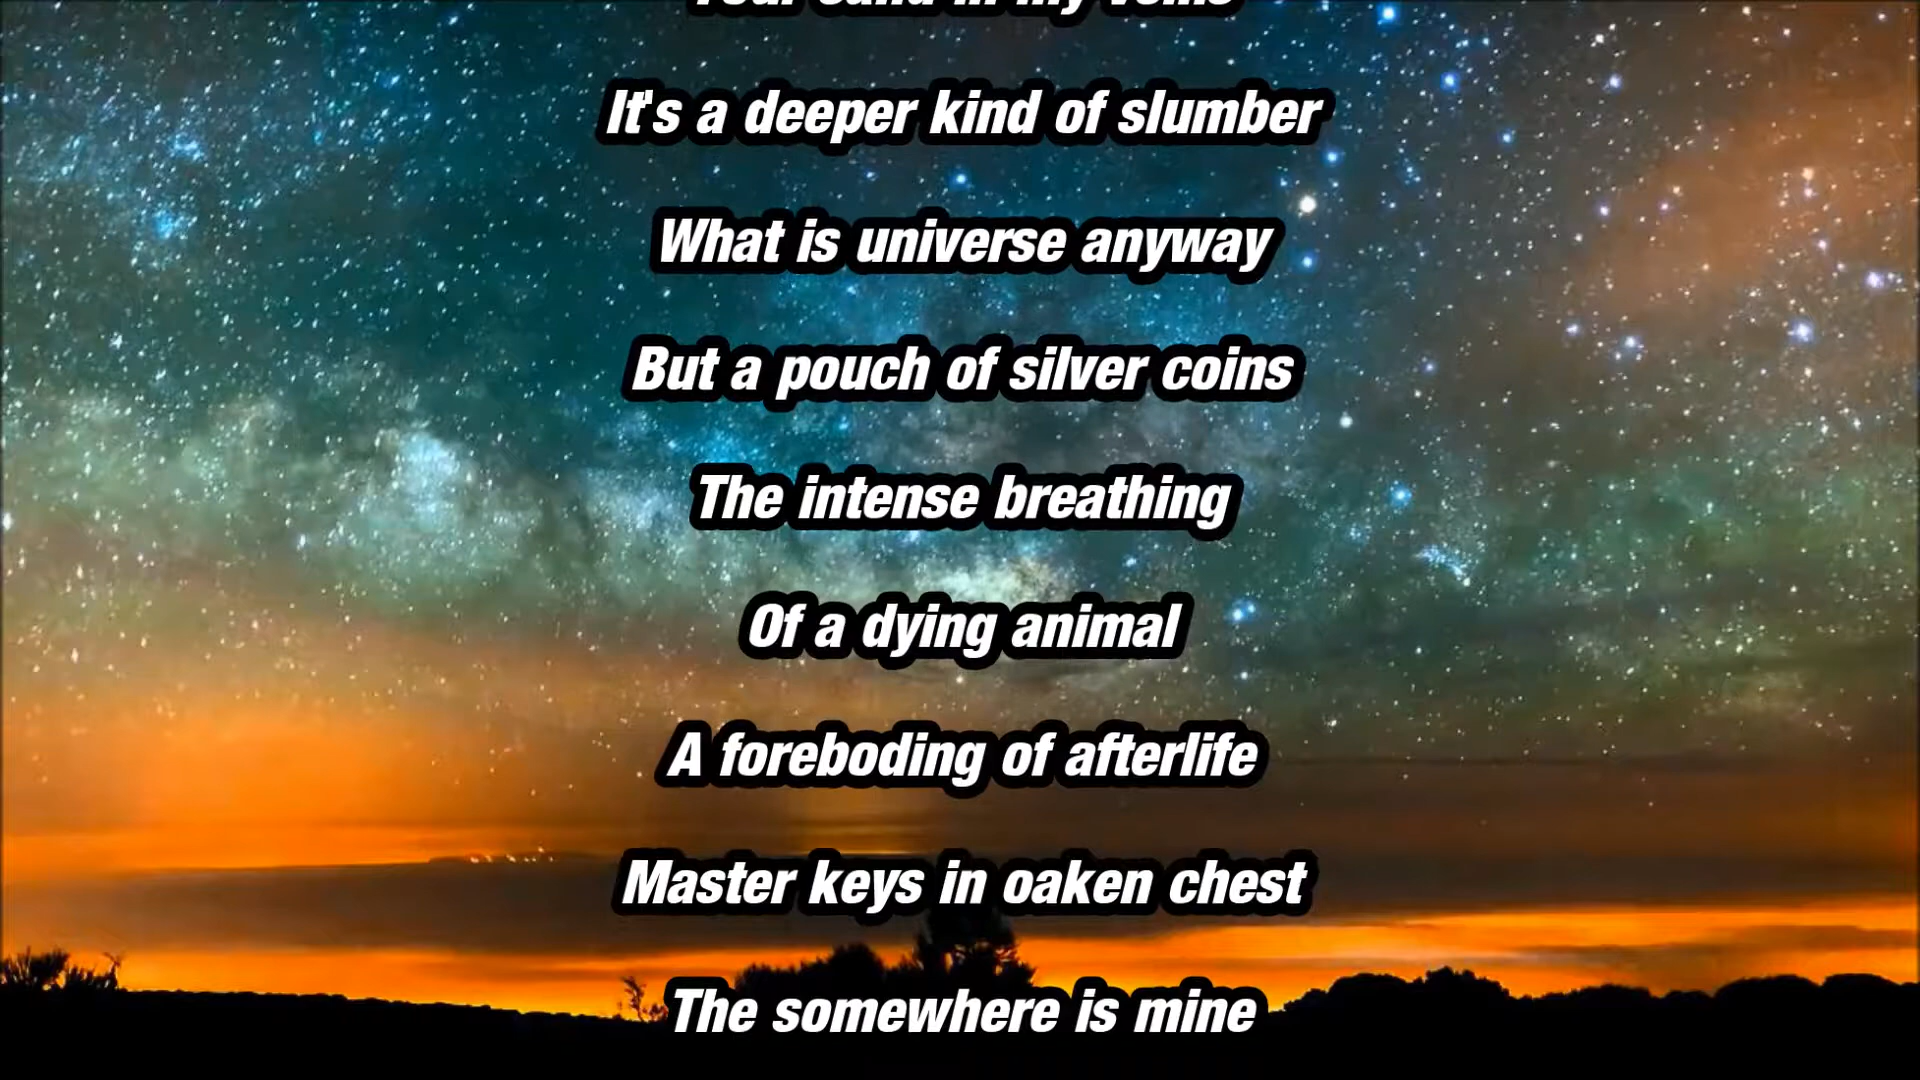 It's a deeper kind of slumber
What is universe anyway
But a pouch of silver coins
The intense breathing
Of a dying animal
A foreboding of afterlife
Master keys in oaken chest
The somewhere is mine